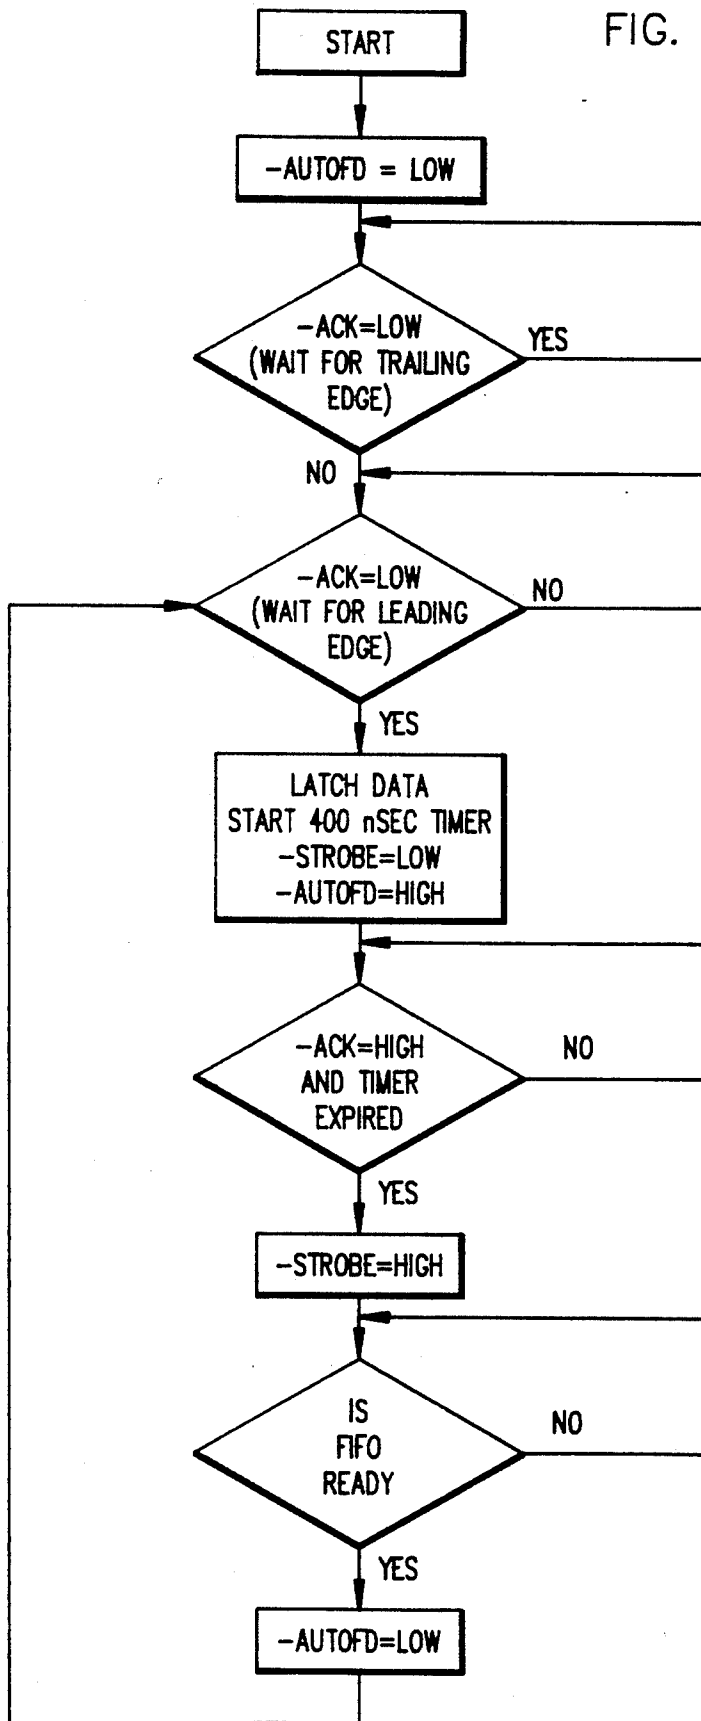 FIG.
START
-AUTOFD = LOW
-ACK=LOW
(WAIT FOR TRAILING
EDGE)
YES
NO
-ACK=LOW
(WAIT FOR LEADING
EDGE)
NO
YES
LATCH DATA
START 400 nSEC TIMER
-STROBE=LOW
-AUTOFD=HIGH
-ACK=HIGH
AND TIMER
EXPIRED
NO
YES
-STROBE=HIGH
IS
FIFO
READY
NO
YES
-AUTOFD=LOW